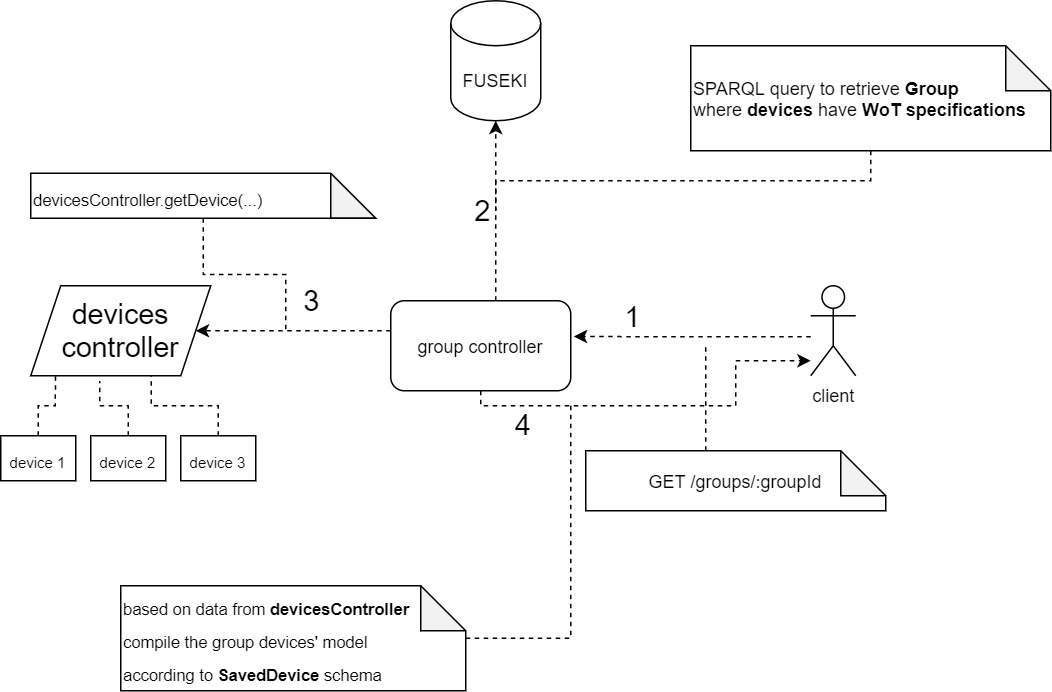 FUSEKI
SPARQL query to retrieve Group
where devices have WoT specifications
devicesController.getDevice(...)
2
3
1
devices
controller
group controller
client
4
device 1
device 2
device 3
GET /groups/:groupId
based on data from devicesController
compile the group devices' model
according to SavedDevice schema